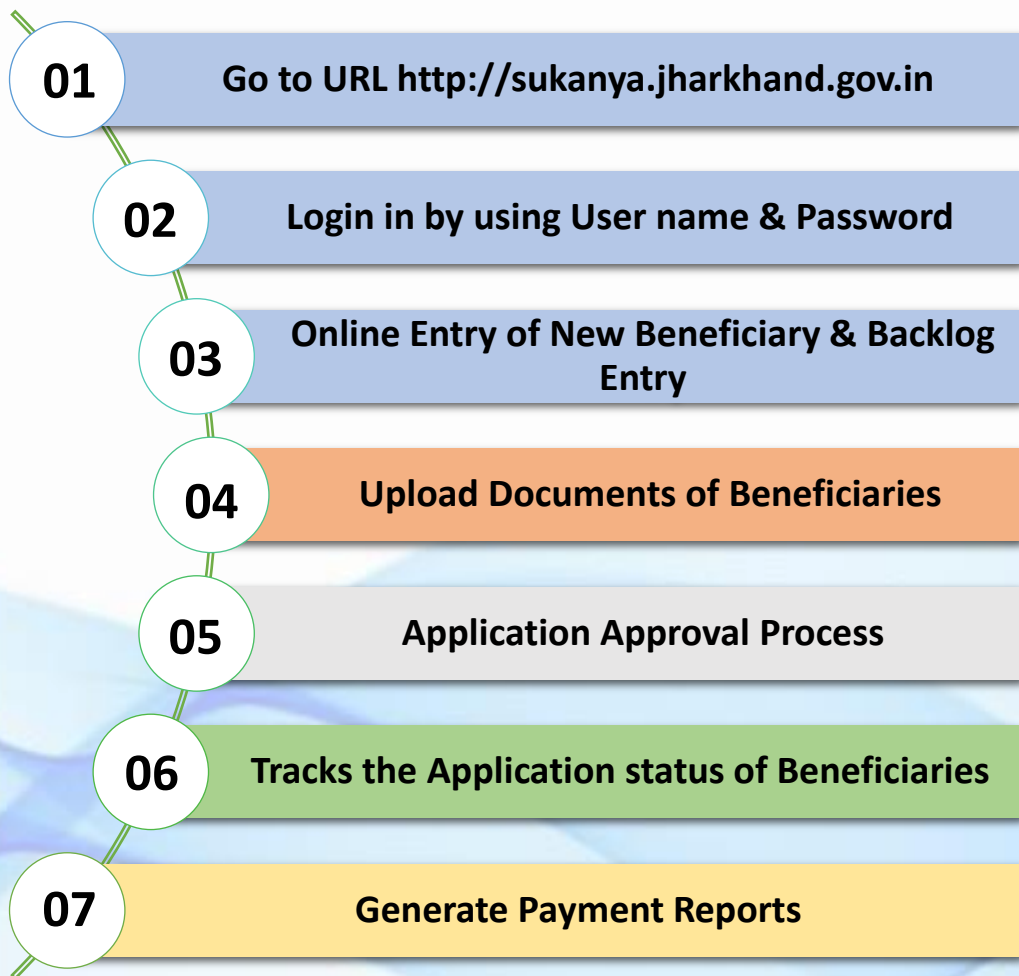 01
Go to URL http://sukanya.jharkhand.gov.in
02
Login in by using User name & Password
03
Online Entry of New Beneficiary & Backlog
Entry
04
Upload Documents of Beneficiaries
05
Application Approval Process
06
Tracks the Application status of Beneficiaries
07
Generate Payment Reports